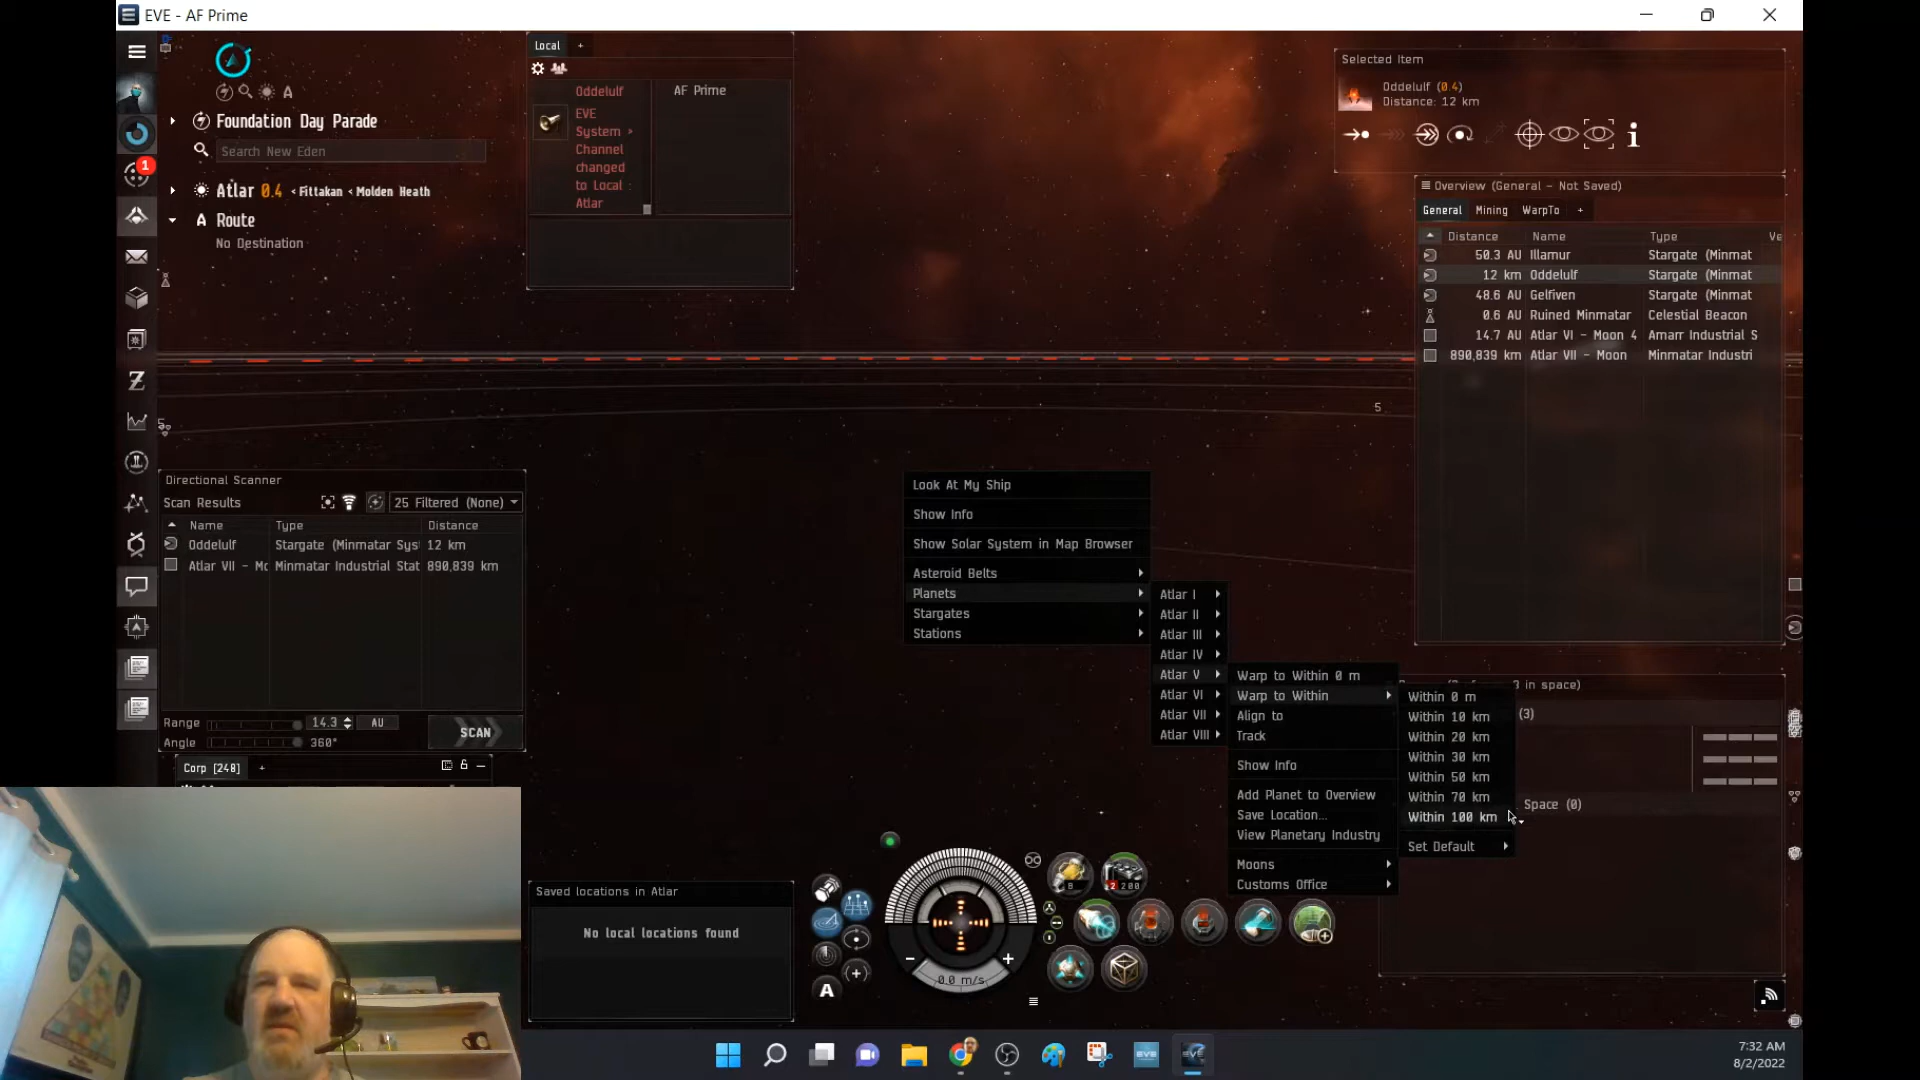 EVE - AF Prime
Foundation Day Parade
Search New Eden
1
Atlar 0.4 < Fittakan < Molden Heath
A Route
No Destination
Local +
Oddelulf
EVE
System >
Channel
changed
to Local :
Atlar
AF Prime
Selected Item
Oddelulf (0.4)
Distance: 12 km
Overview (General - Not Saved)
General Mining WarpTo +
Distance Name Type Ve
50.3 AU Illamur Stargate (Minmat
12 km Oddelulf Stargate (Minmat
48.6 AU Gelfiven Stargate (Minmat
0.6 AU Ruined Minmatar Celestial Beacon
14.7 AU Atlar VI - Moon 4 Amarr Industrial S
890,839 km Atlar VII - Moon Minmatar Industri
5
Directional Scanner
Scan Results 25 Filtered (None)
Name Type Distance
Oddelulf Stargate (Minmatar Sys 12 km
Atlar VII - Mo Minmatar Industrial Stat 890,839 km
Range 14.3 AU
Angle 360°
SCAN
Corp [248] +
Look At My Ship
Show Info
Show Solar System in Map Browser
Asteroid Belts
Planets
Stargates
Stations
Atlar I
Atlar II
Atlar III
Atlar IV
Atlar V
Atlar VI
Atlar VII
Atlar VIII
Warp to Within 0 m
Warp to Within
Align to
Track
Show Info
Add Planet to Overview
Save Location...
View Planetary Industry
Moons
Customs Office
Within 0 m
Within 10 km
Within 20 km
Within 30 km
Within 50 km
Within 70 km
Within 100 km
Set Default
3 in space)
(3)
Space (0)
Saved locations in Atlar
No local locations found
A
0.0 m/s
8
2 200
7:32 AM
8/2/2022